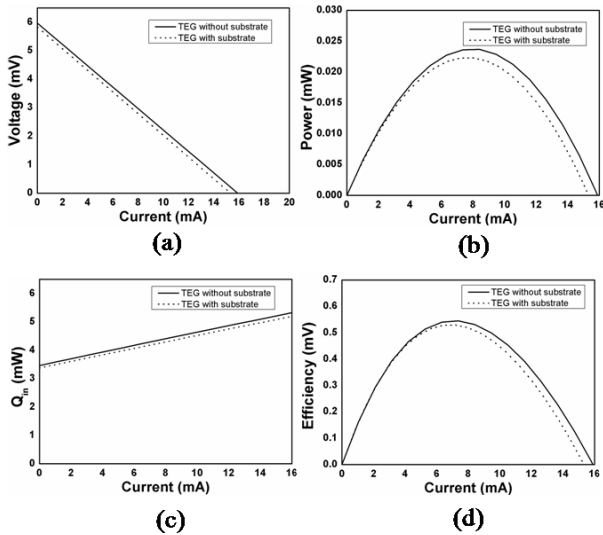 TEG without substrate
TEG with substrate
Voltage (mV)
6
5
4
3
2
1
0
0 2 4 6 8 10 12 14 16 18 20
Current (mA)
(a)
TEG without substrate
TEG with substrate
Power (mW)
0.030
0.025
0.020
0.015
0.010
0.005
0.000
0 2 4 6 8 10 12 14 16
Current (mA)
(b)
TEG without substrate
TEG with substrate
Qin (mW)
6
5
4
3
2
1
0
0 2 4 6 8 10 12 14 16
Current (mA)
(c)
TEG without substrate
TEG with substrate
Efficiency (mV)
0.7
0.6
0.5
0.4
0.3
0.2
0.1
0.0
0 2 4 6 8 10 12 14 16
Current (mA)
(d)